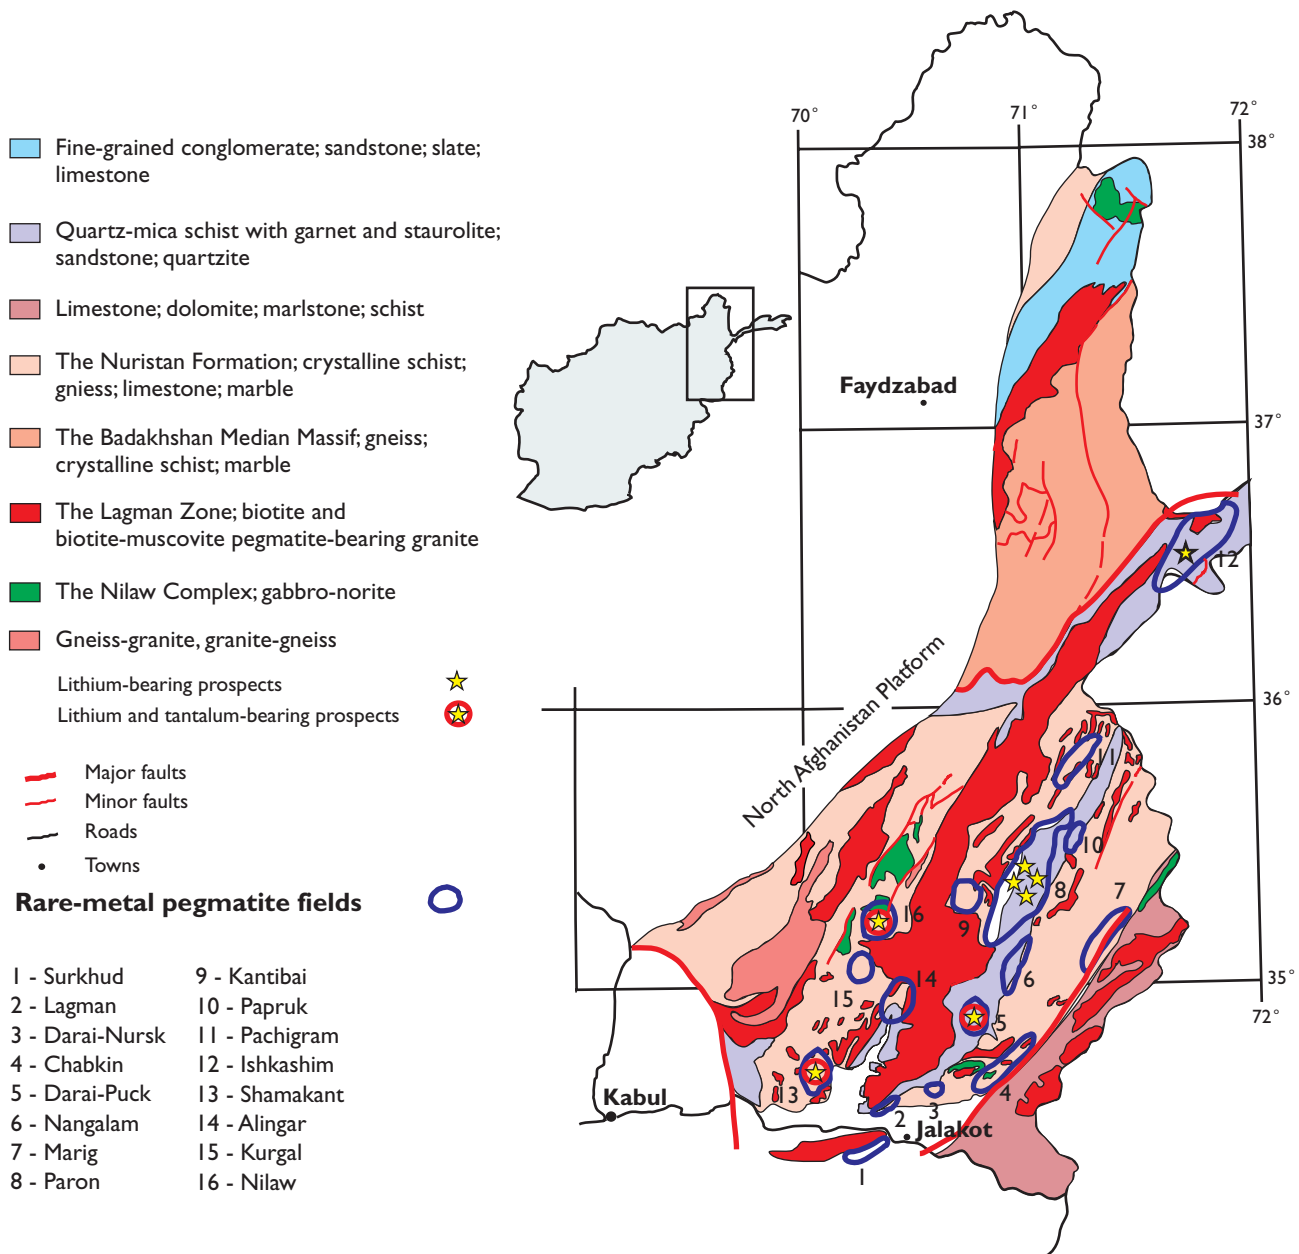 Fine-grained conglomerate; sandstone; slate;
limestone
Quartz-mica schist with garnet and staurolite;
sandstone; quartzite
Limestone; dolomite; marlstone; schist
The Nuristan Formation; crystalline schist;
gniess; limestone; marble
The Badakhshan Median Massif; gneiss;
crystalline schist; marble
The Lagman Zone; biotite and
biotite-muscovite pegmatite-bearing granite
The Nilaw Complex; gabbro-norite
Gneiss-granite, granite-gneiss
Lithium-bearing prospects
Lithium and tantalum-bearing prospects
Major faults
Minor faults
Roads
Towns
Rare-metal pegmatite fields
1 - Surkhud
2 - Lagman
3 - Darai-Nursk
4 - Chabkin
5 - Darai-Puck
6 - Nangalam
7 - Marig
8 - Paron
9 - Kantibai
10 - Papruk
11 - Pachigram
12 - Ishkashim
13 - Shamakant
14 - Alingar
15 - Kurgal
16 - Nilaw
70°
71°
72°
38°
Faydzabad
37°
12
36°
North Afghanistan Platform
11
10
8
7
16
9
6
35°
72°
14
15
5
13
4
3
2
Kabul
Jalakot
1